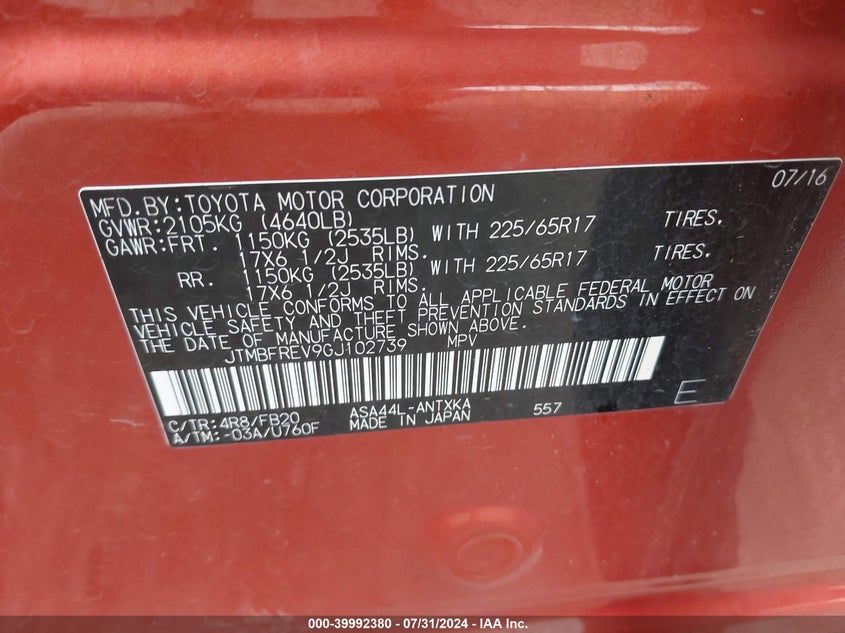 07/16
MFD.BY:TOYOTA MOTOR CORPORATION
GVWR:2105KG (4640LB)
GAWR:FRT. 1150KG (2535LB) WITH 225/65R17 TIRES.
17X6 1/2J RIMS.
RR. 1150KG (2535LB) WITH 225/65R17 TIRES.
17X6 1/2J RIMS.
THIS VEHICLE CONFORMS TO ALL APPLICABLE FEDERAL MOTOR
VEHICLE SAFETY AND THEFT PREVENTION STANDARDS IN EFFECT ON
THE DATE OF MANUFACTURE SHOWN ABOVE.
JTMBFREV9GJ102739 MPV
C/TR:4R8/FB20 ASA44L-ANTXKA 557 E
A/TM:-03A/U760F MADE IN JAPAN
000-39992380 - 07/31/2024 - IAA Inc.